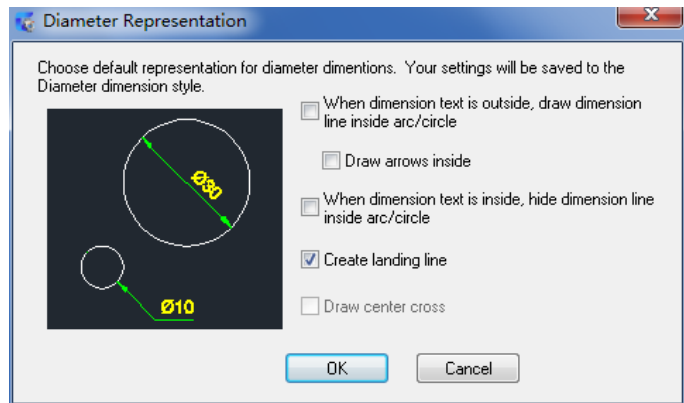 Diameter Representation
Choose default representation for diameter dimentions. Your settings will be saved to the
Diameter dimension style.
When dimension text is outside, draw dimension
line inside arc/circle
Draw arrows inside
When dimension text is inside, hide dimension line
inside arc/circle
Create landing line
Draw center cross
Ø30
Ø10
OK
Cancel